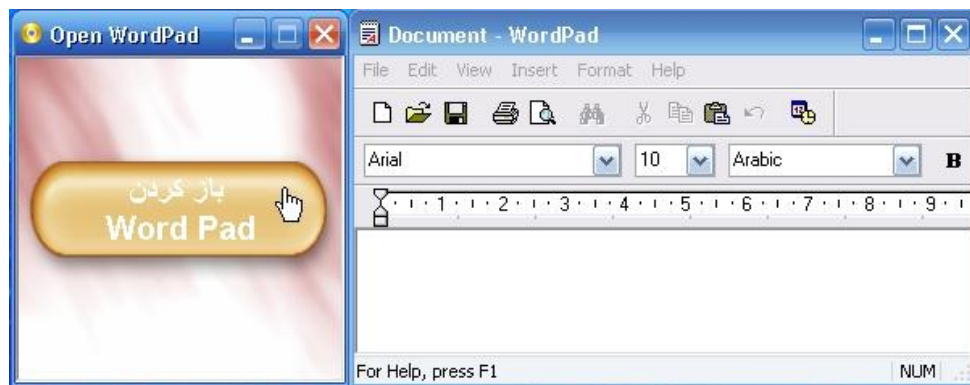 Open WordPad
باز کردن
Word Pad
Document - WordPad
File Edit View Insert Format Help
Arial 10 Arabic B
1 2 3 4 5 6 7 8 9
For Help, press F1 NUM